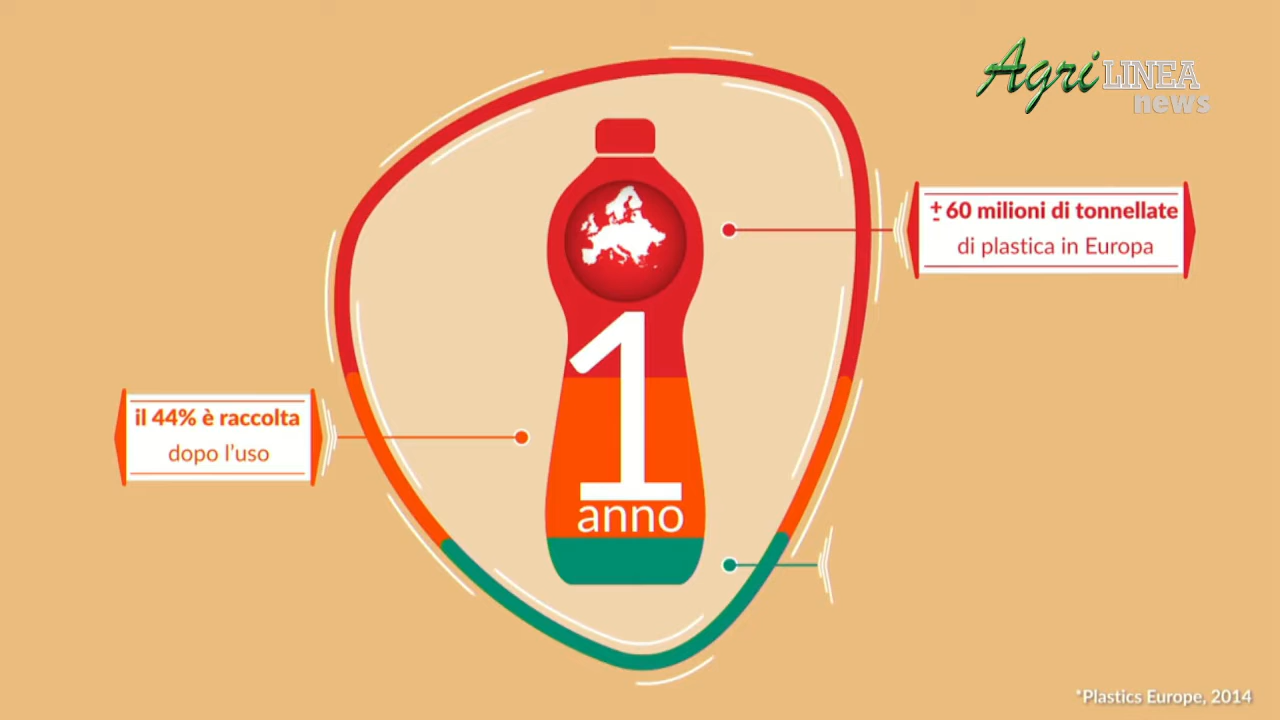 Agri LINEA
news
± 60 milioni di tonnellate
di plastica in Europa
il 44% è raccolta
dopo l'uso
1
anno
*Plastics Europe, 2014